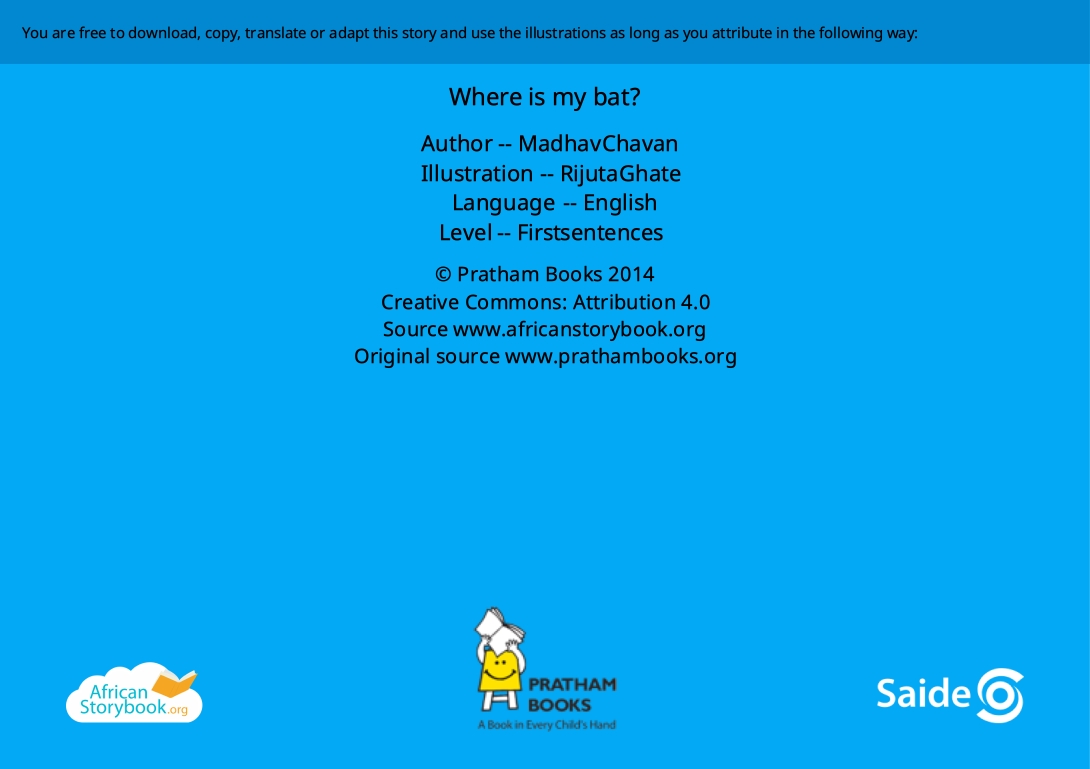 You are free to download, copy, translate or adapt this story and use the illustrations as long as you attribute in the following way:
Where is my bat?
Author -- MadhavChavan
Illustration -- RijutaGhate
Language -- English
Level -- Firstsentences
© Pratham Books 2014
Creative Commons: Attribution 4.0
Source www.africanstorybook.org
Original source www.prathambooks.org
African
Storybook.org
PRATHAM
BOOKS
A Book in Every Child's Hand
Saide